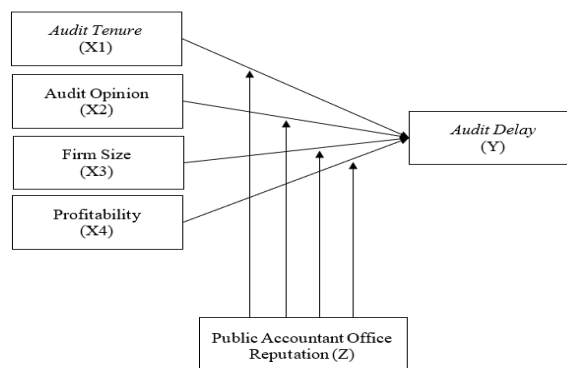 Audit Tenure
(X1)
Audit Opinion
(X2)
Firm Size
(X3)
Profitability
(X4)
Audit Delay
(Y)
Public Accountant Office
Reputation (Z)